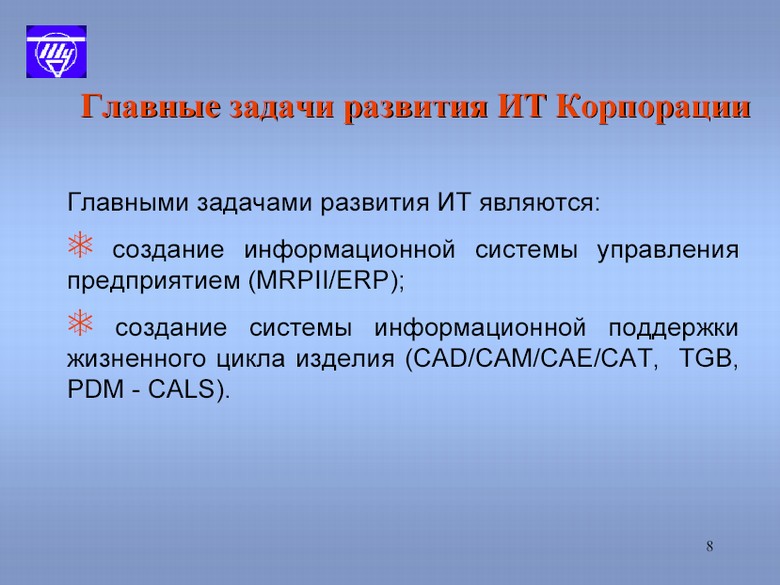 Ту
Главные задачи развития ИТ Корпорации
Главными задачами развития ИТ являются:
создание информационной системы управления
предприятием (MRPII/ERP);
создание системы информационной поддержки
жизненного цикла изделия (CAD/CAM/CAE/CAT, TGB,
PDM - CALS).
8